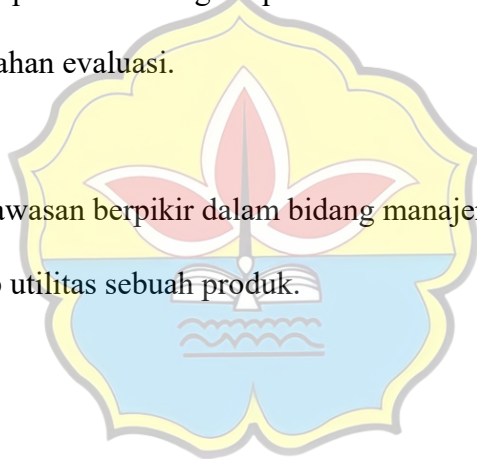 ahan evaluasi.
awasan berpikir dalam bidang manaje
utilitas sebuah produk.